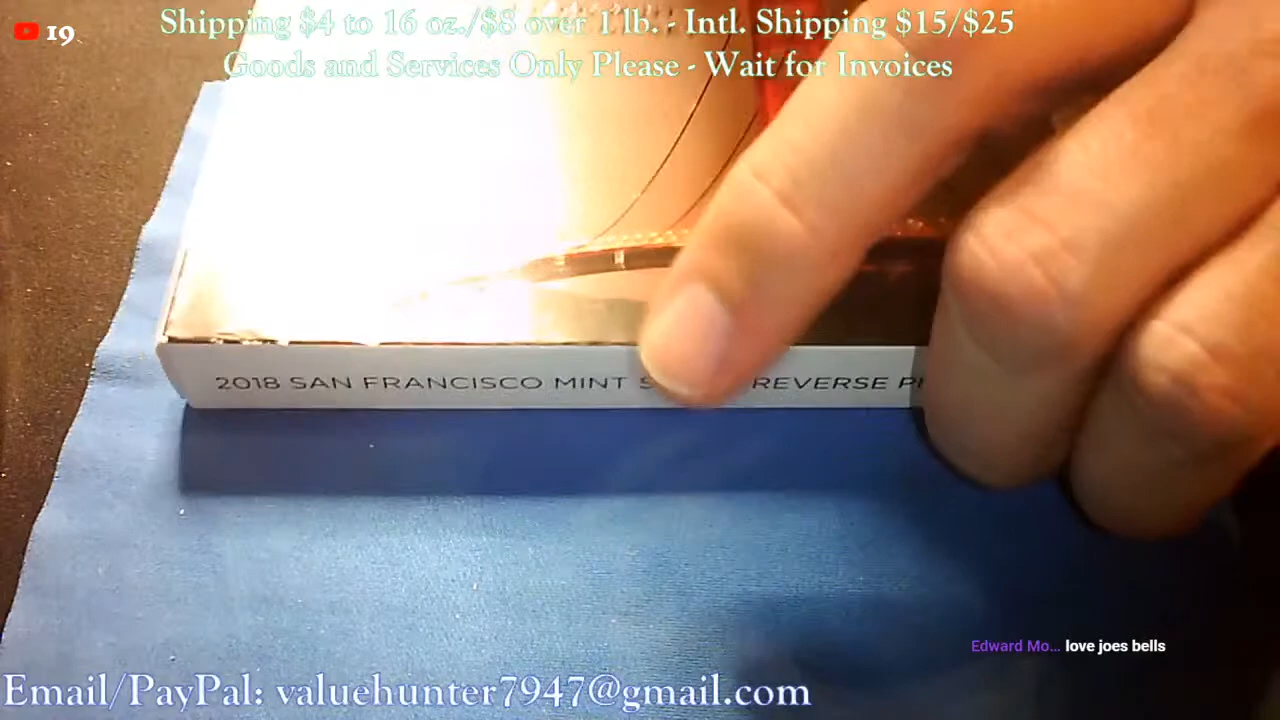 19
Shipping $4 to 16 oz./$8 over 1 lb. - Intl. Shipping $15/$25
Goods and Services Only Please - Wait for Invoices
2018 SAN FRANCISCO MINT REVERSE
Edward Mo... love joes bells
Email/PayPal: valuehunter7947@gmail.com